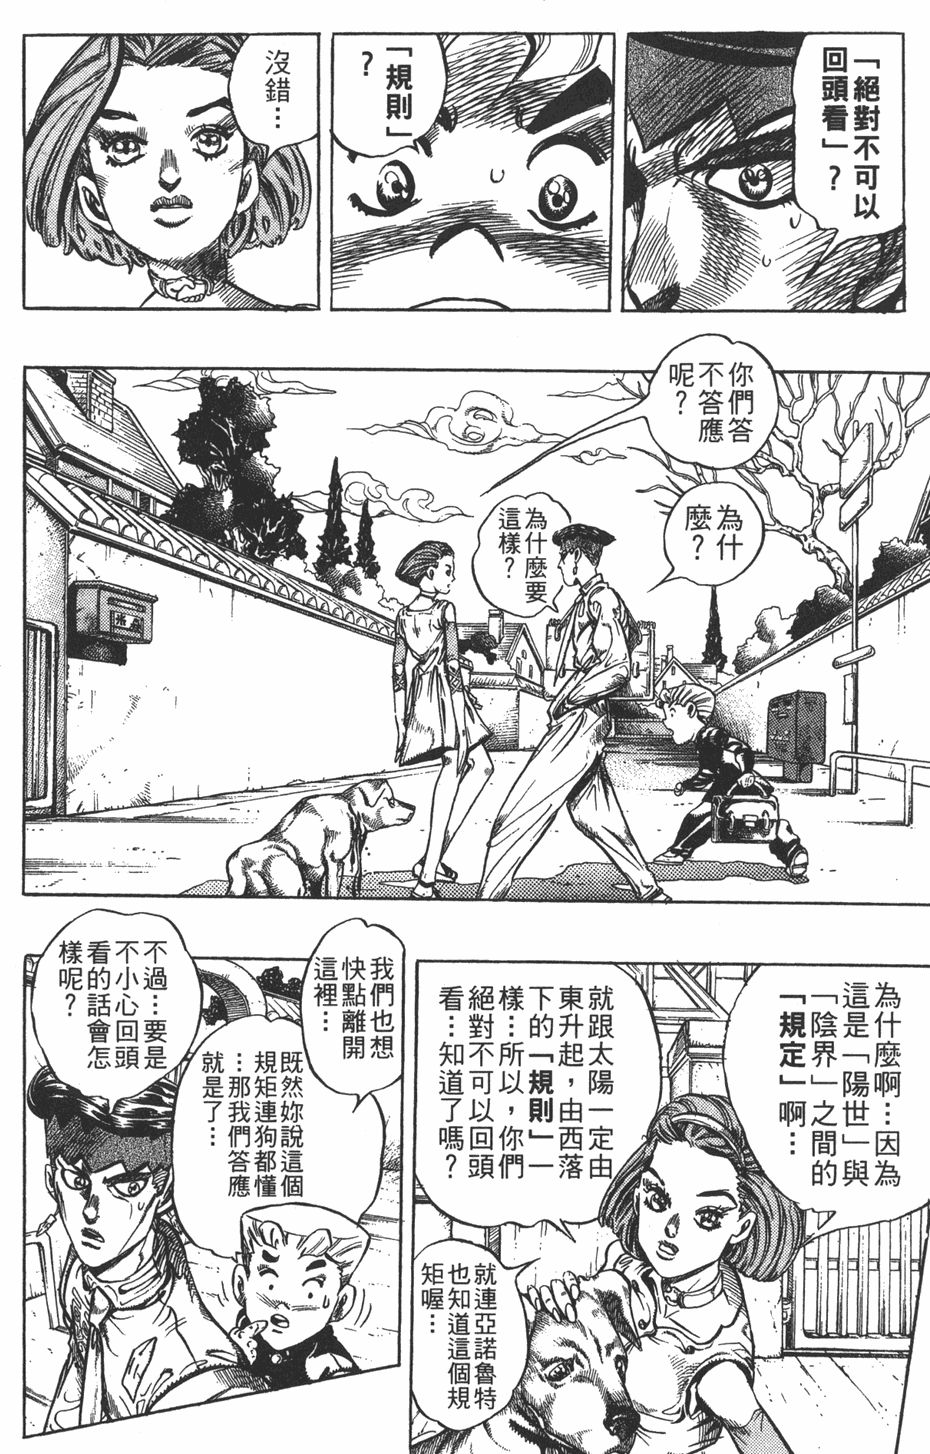 「絕對不可以
回頭看」?
「規則」
?
沒錯…
你們答
不答應
呢?
為什
麼?
為什麼要
這樣?
為什麼啊…因為
這是「陽世」與
「陰界」之間的
「規定」啊…
就跟太陽一定由
東升起，由西落
下的「規則」一
樣…所以，你們
絕對不可以回頭
看…知道了嗎?
就連亞諾魯特
也知道這個規
矩喔…
我們也想
快點離開
這裡…
既然妳說這個
規矩連狗都懂
…那我們答應
就是了…
不過…要是
不小心回頭
看的話會怎
樣呢?